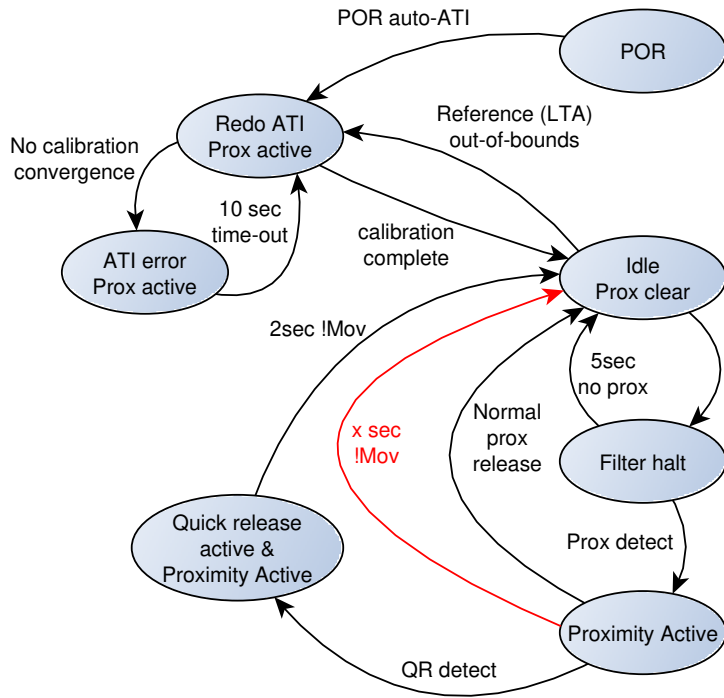 POR auto-ATI
POR
Redo ATI
Prox active
Reference (LTA)
out-of-bounds
No calibration
convergence
10 sec
time-out
calibration
complete
ATI error
Prox active
Idle
Prox clear
2sec !Mov
5sec
no prox
x sec
!Mov
Normal
prox
release
Filter halt
Quick release
active &
Proximity Active
Prox detect
Proximity Active
QR detect